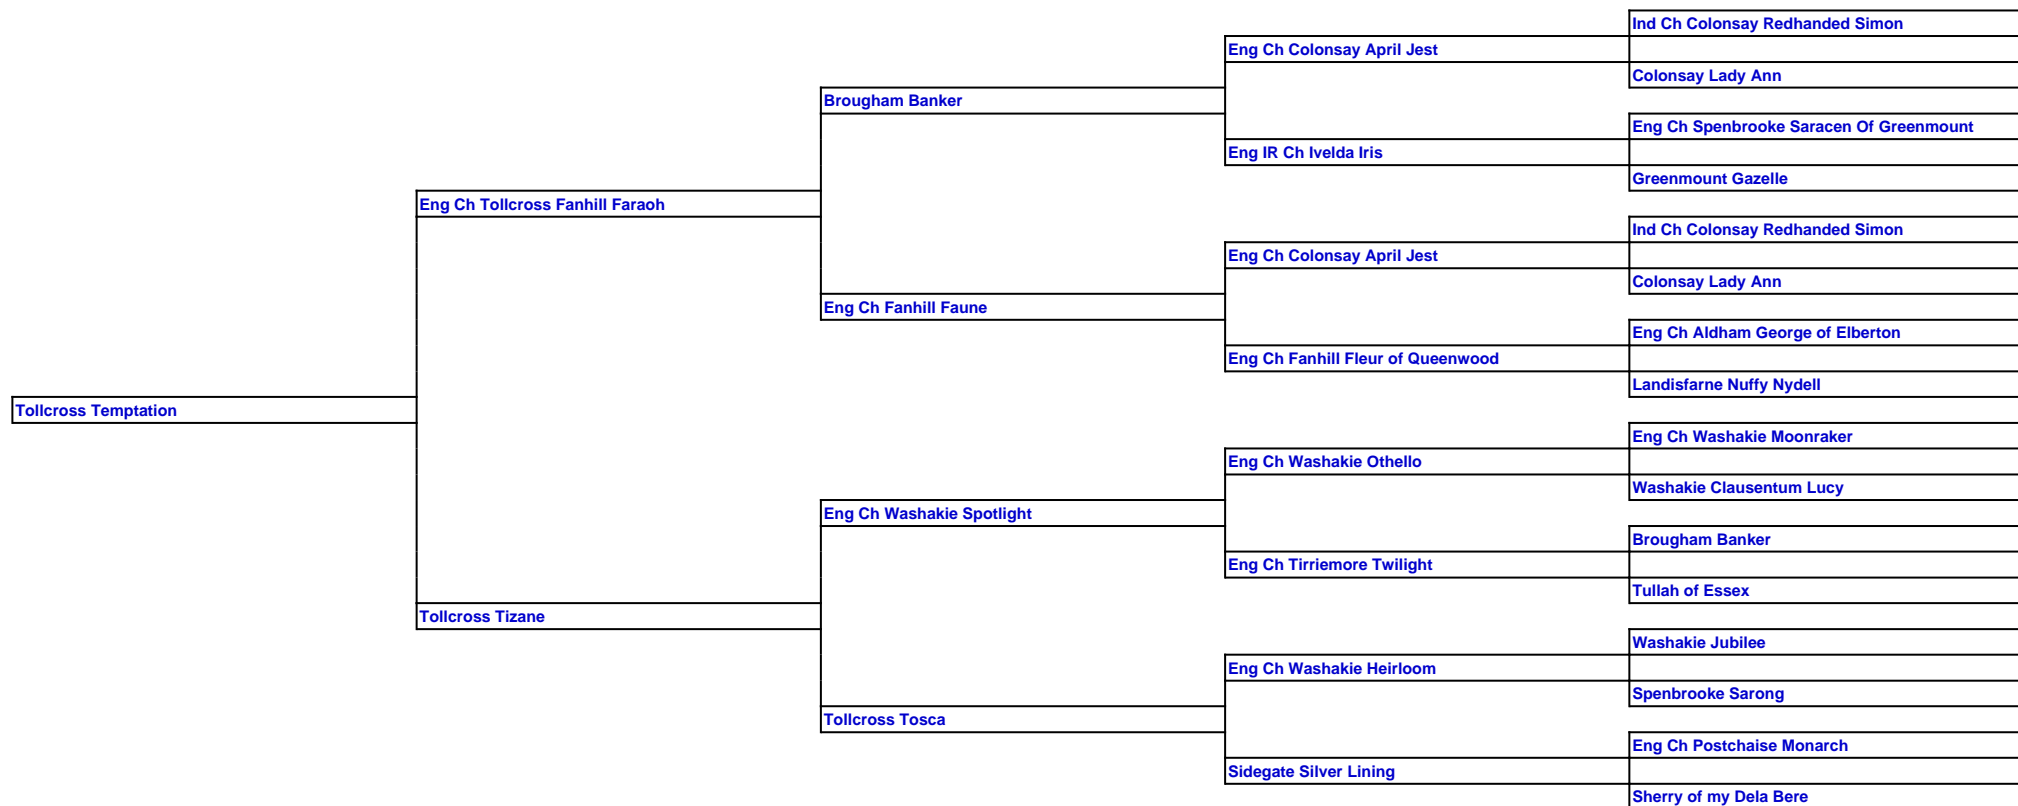 Ind Ch Colonsay Redhanded Simon
Eng Ch Colonsay April Jest
Colonsay Lady Ann
Brougham Banker
Eng Ch Spenbrooke Saracen Of Greenmount
Eng IR Ch Ivelda Iris
Greenmount Gazelle
Eng Ch Tollcross Fanhill Faraoh
Ind Ch Colonsay Redhanded Simon
Eng Ch Colonsay April Jest
Colonsay Lady Ann
Eng Ch Fanhill Faune
Eng Ch Aldham George of Elberton
Eng Ch Fanhill Fleur of Queenwood
Landisfarne Nuffy Nydell
Tollcross Temptation
Eng Ch Washakie Moonraker
Eng Ch Washakie Othello
Washakie Clausentum Lucy
Eng Ch Washakie Spotlight
Brougham Banker
Eng Ch Tirriemore Twilight
Tullah of Essex
Tollcross Tizane
Washakie Jubilee
Eng Ch Washakie Heirloom
Spenbrooke Sarong
Tollcross Tosca
Eng Ch Postchaise Monarch
Sidegate Silver Lining
Sherry of my Dela Bere